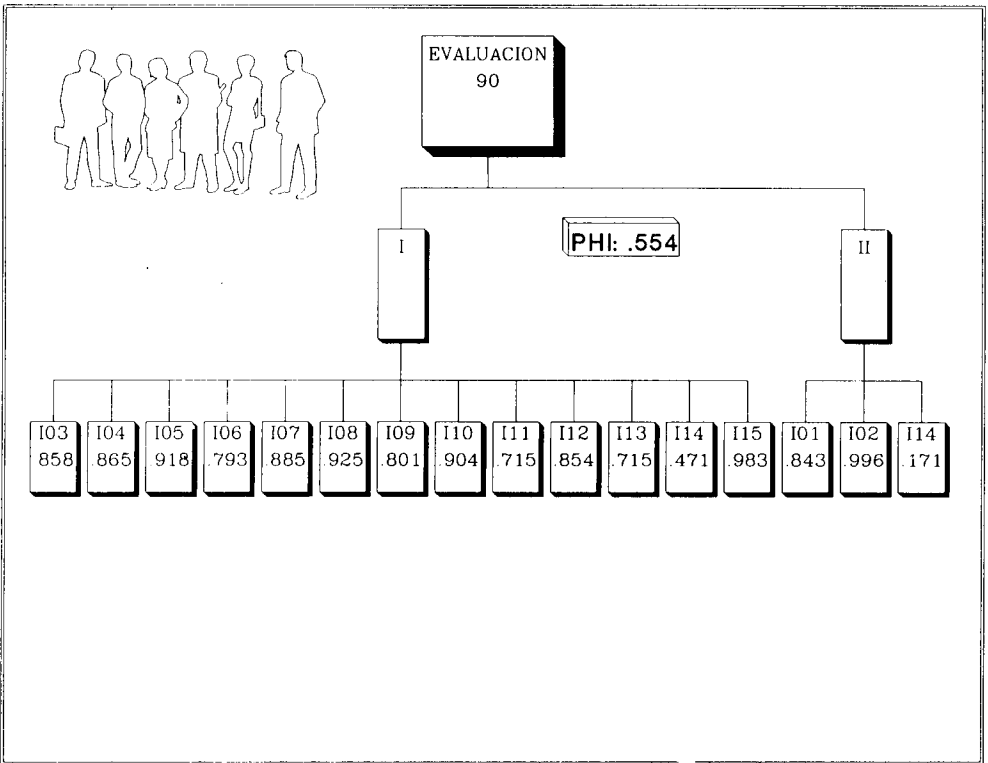 EVALUACION
90
PHI: .554
I
II
I03 I04 I05 I06 I07 I08 I09 I10 I11 I12 I13 I14 I15 I01 I02 I14
.858 .865 .918 .793 .885 .925 .801 .904 .715 .854 .715 .471 .983 .843 .996 .171